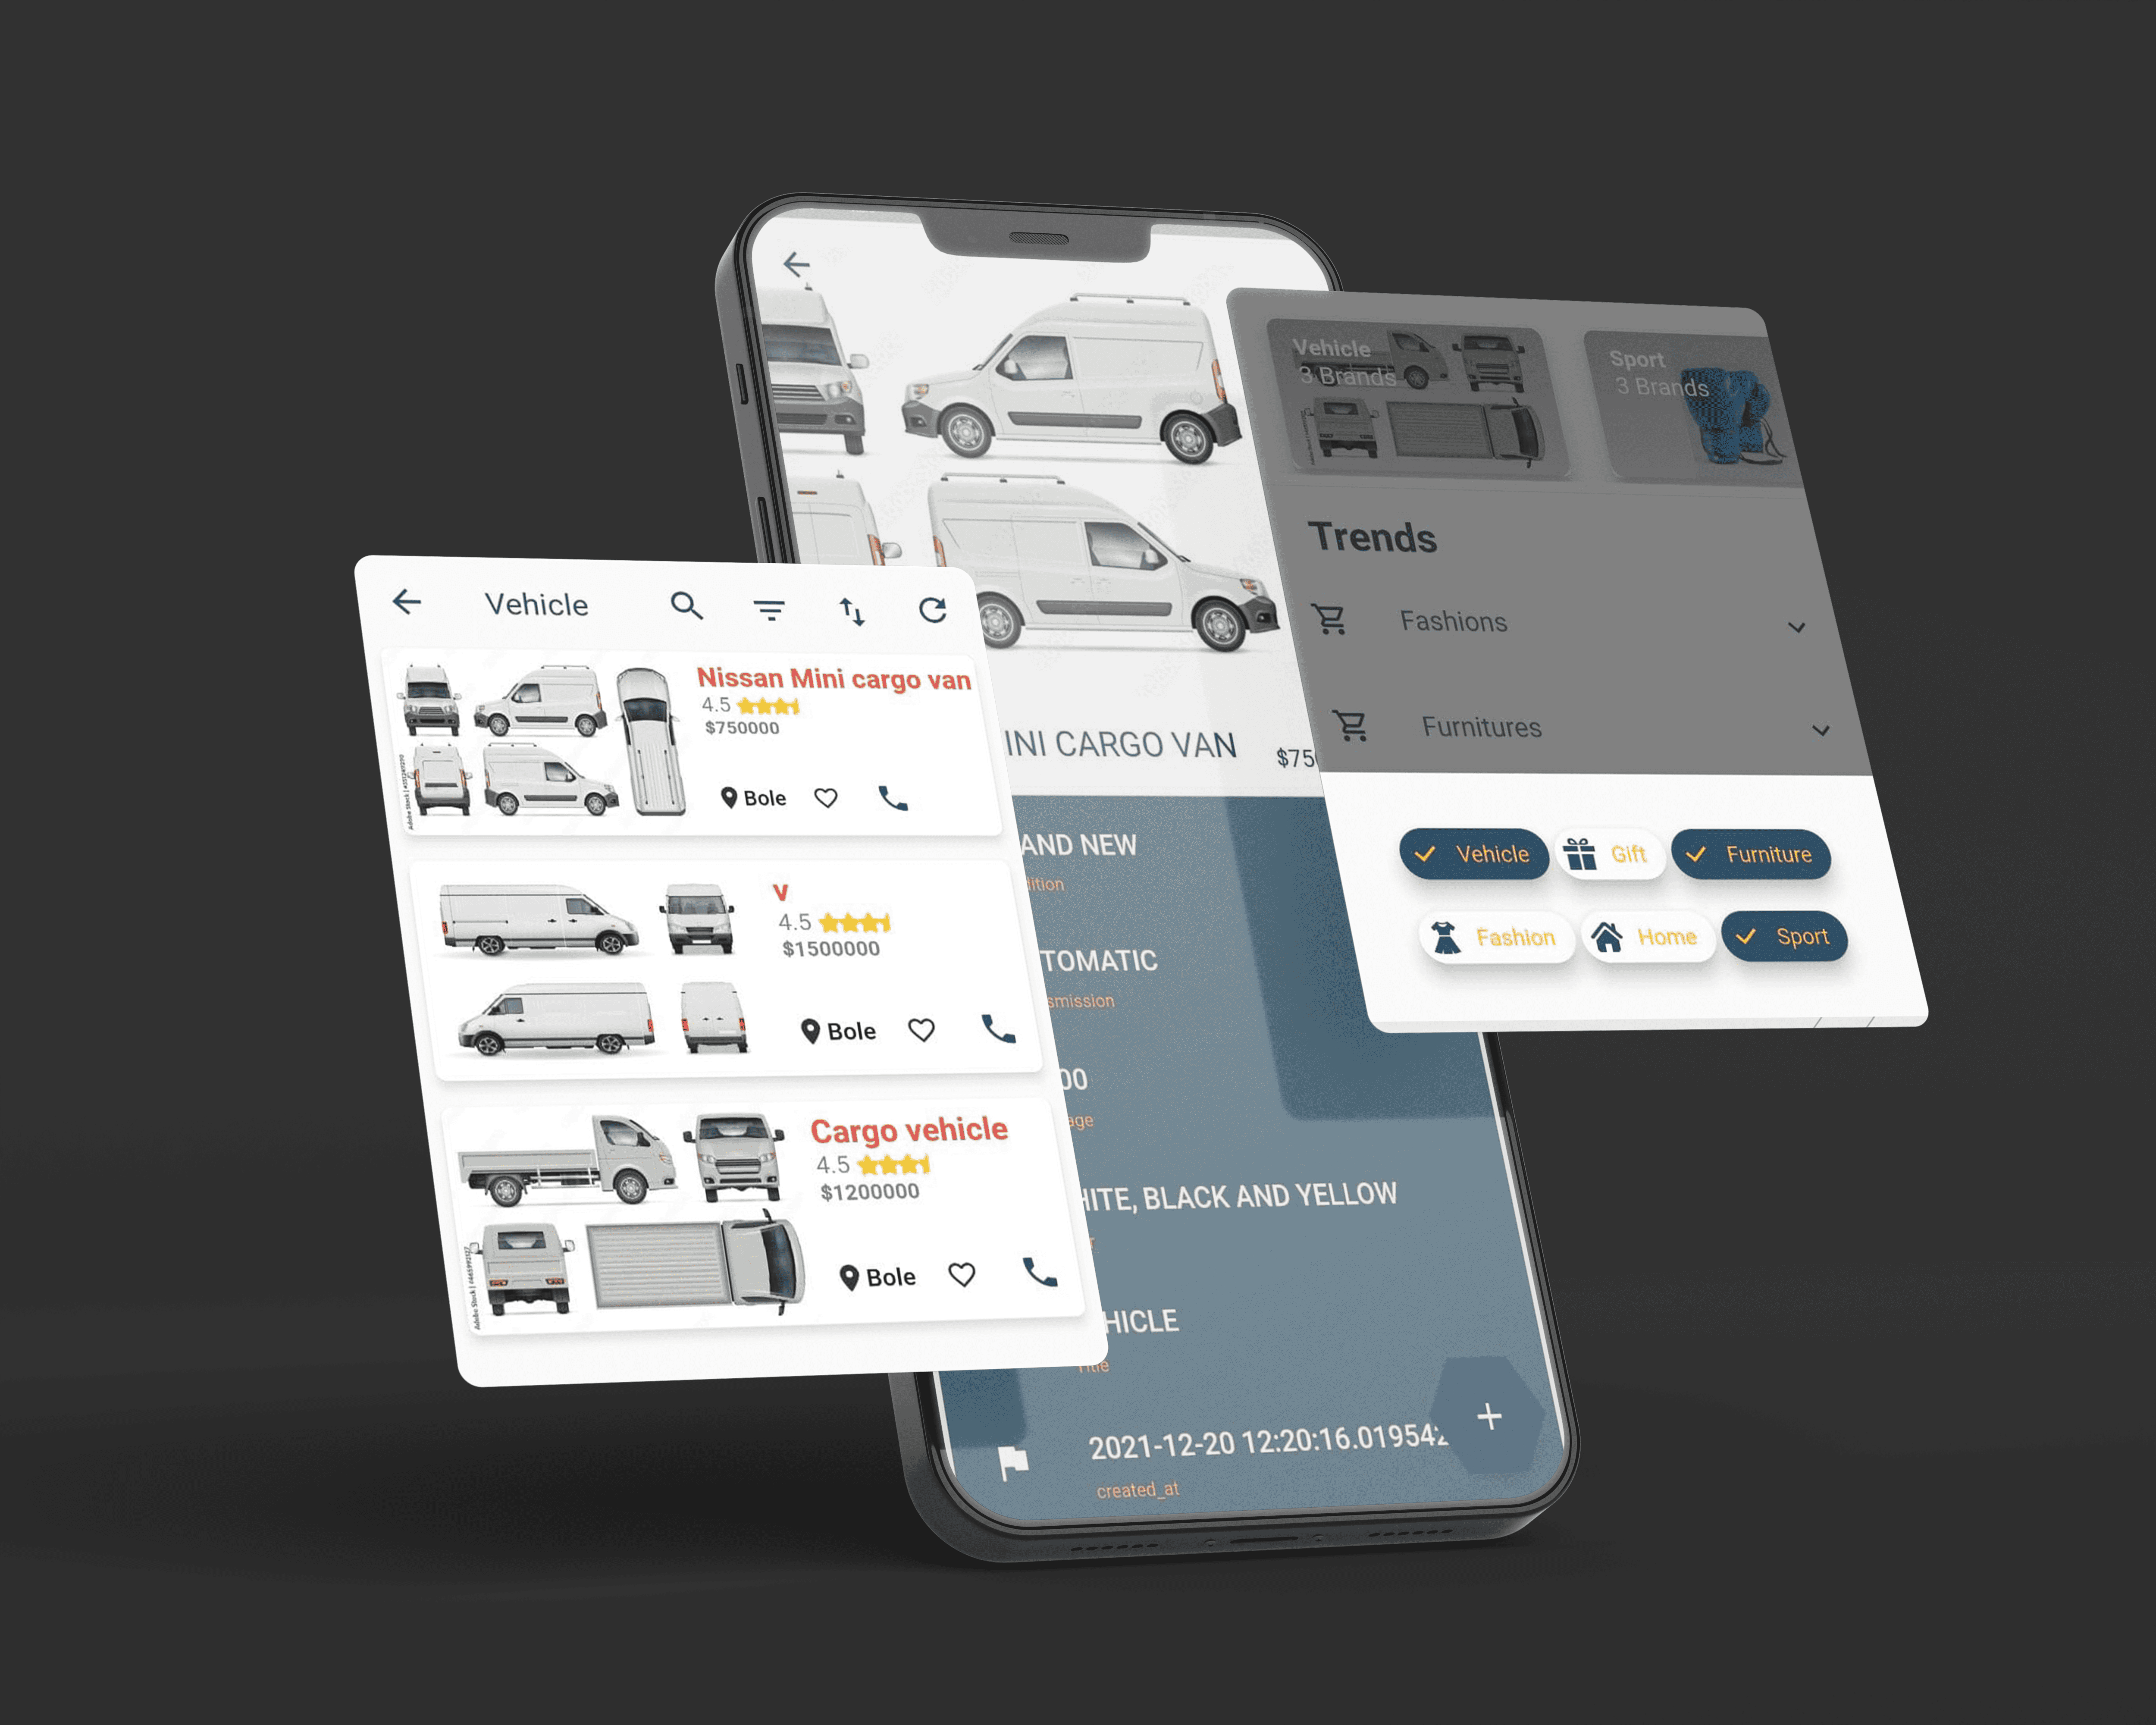 Vehicle
Nissan Mini cargo van
4.5
$750000
Bole
v
4.5
$1500000
Bole
Cargo vehicle
4.5
$1200000
Bole
INI CARGO VAN
$75
AND NEW
dition
TOMATIC
smission
00
age
HITE, BLACK AND YELLOW
r
HICLE
Title
2021-12-20 12:20:16.019542
created_at
+
Vehicle
3 Brands
Sport
3 Brands
Trends
Fashions
Furnitures
Vehicle
Gift
Furniture
Fashion
Home
Sport